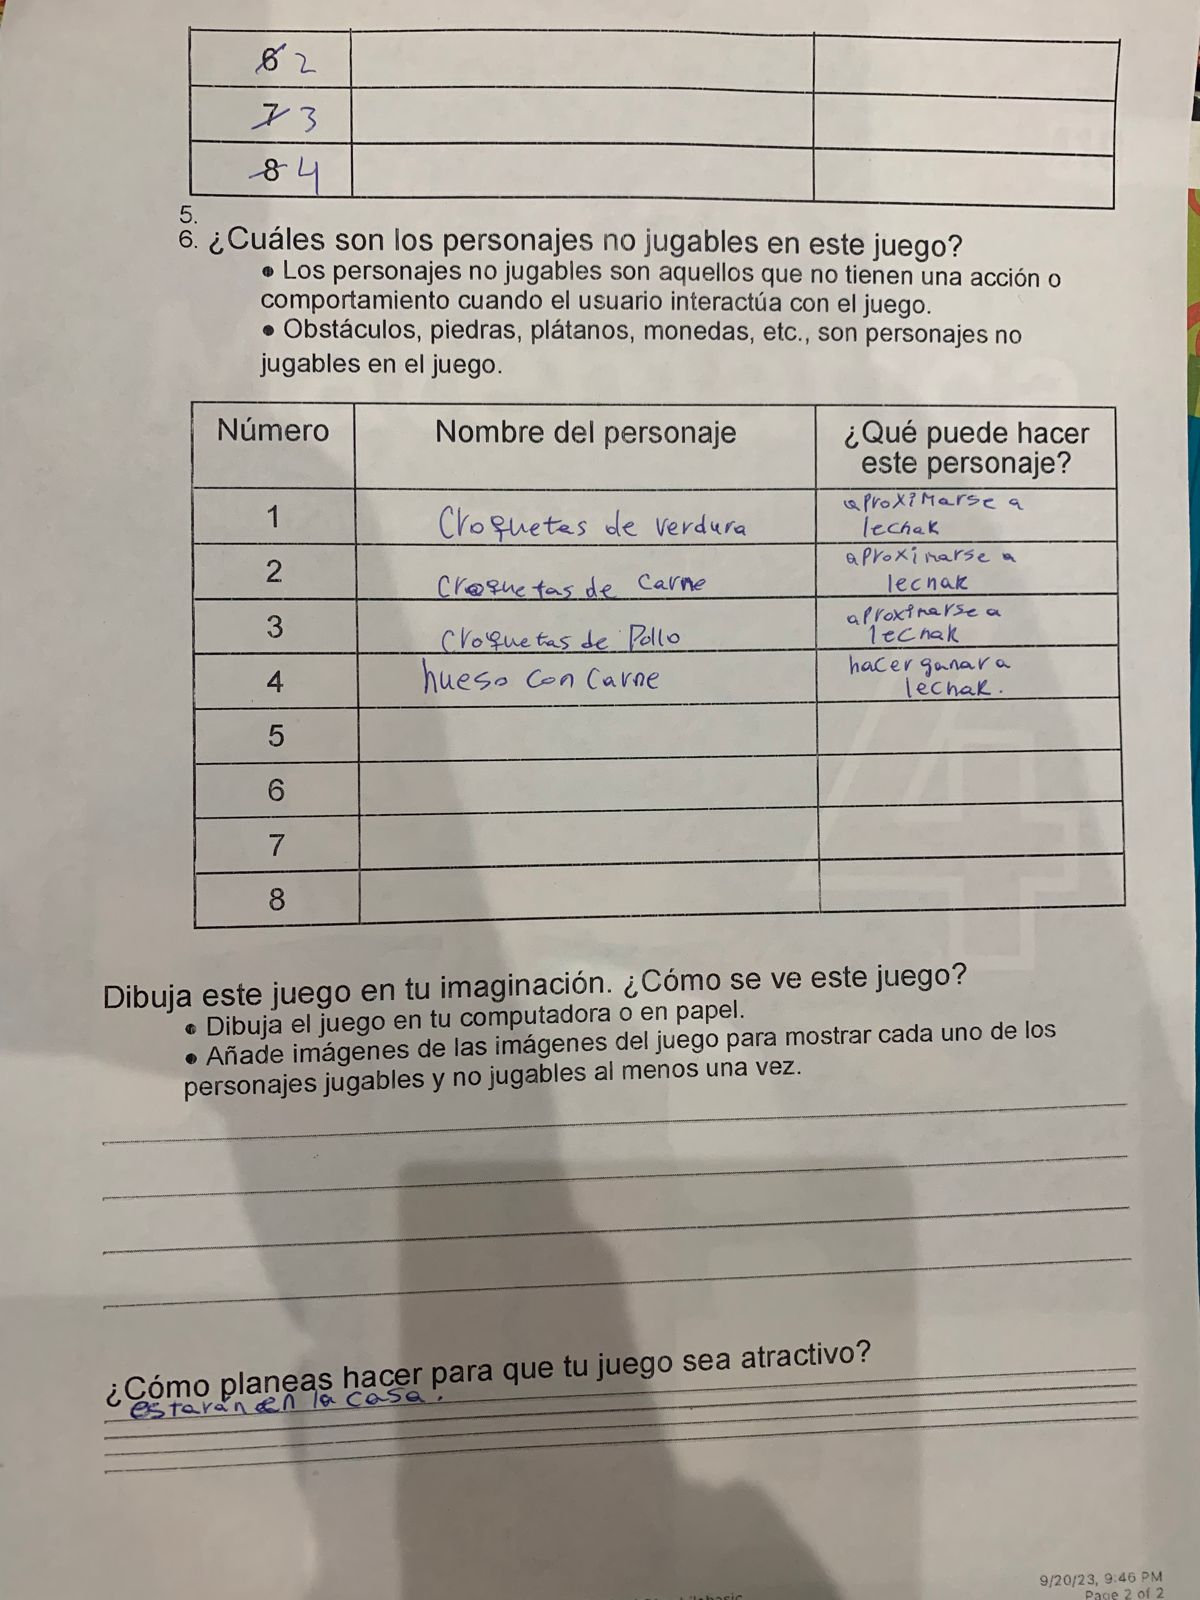 6 2
7 3
8 4
5.
6. ¿Cuáles son los personajes no jugables en este juego?
● Los personajes no jugables son aquellos que no tienen una acción o
comportamiento cuando el usuario interactúa con el juego.
● Obstáculos, piedras, plátanos, monedas, etc., son personajes no
jugables en el juego.
Número Nombre del personaje ¿Qué puede hacer
este personaje?
1 Croquetas de verdura aproximarse a
lechak
2 Croquetas de Carne aproximarse a
lechak
3 Croquetas de Pollo aproximarse a
lechak
4 hueso con Carne hacer ganar a
lechak.
5
6
7
8
Dibuja este juego en tu imaginación. ¿Cómo se ve este juego?
● Dibuja el juego en tu computadora o en papel.
● Añade imágenes de las imágenes del juego para mostrar cada uno de los
personajes jugables y no jugables al menos una vez.
¿Cómo planeas hacer para que tu juego sea atractivo?
estarán en la casa.
9/20/23, 9:46 PM
Page 2 of 2